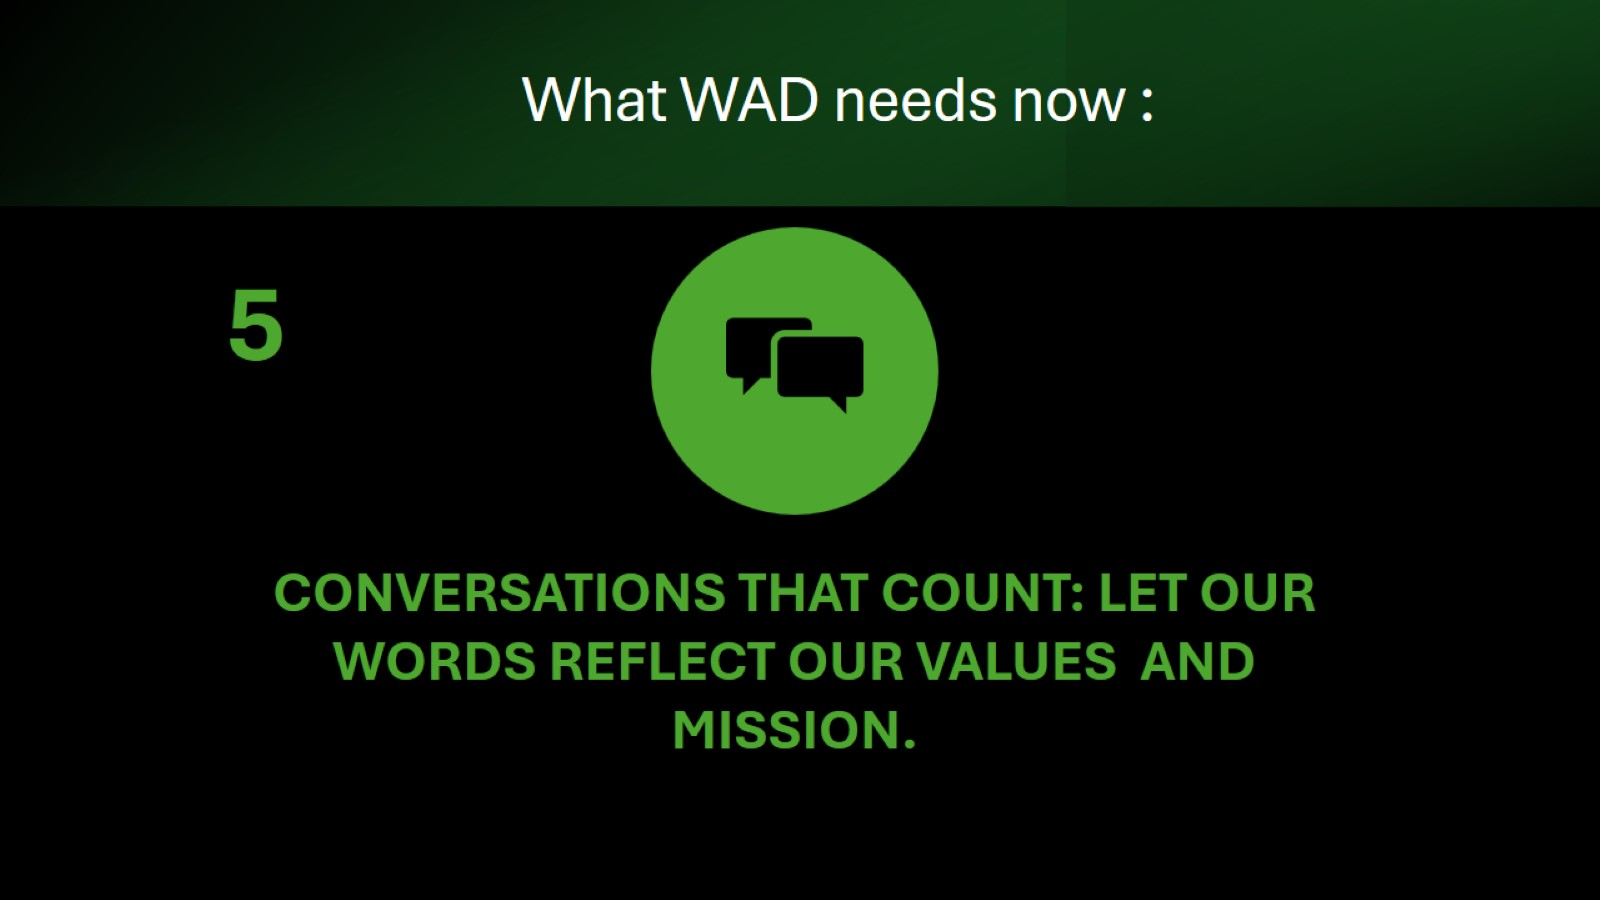 What WAD needs now :
5
CONVERSATIONS THAT COUNT: LET OUR
WORDS REFLECT OUR VALUES  AND
MISSION.